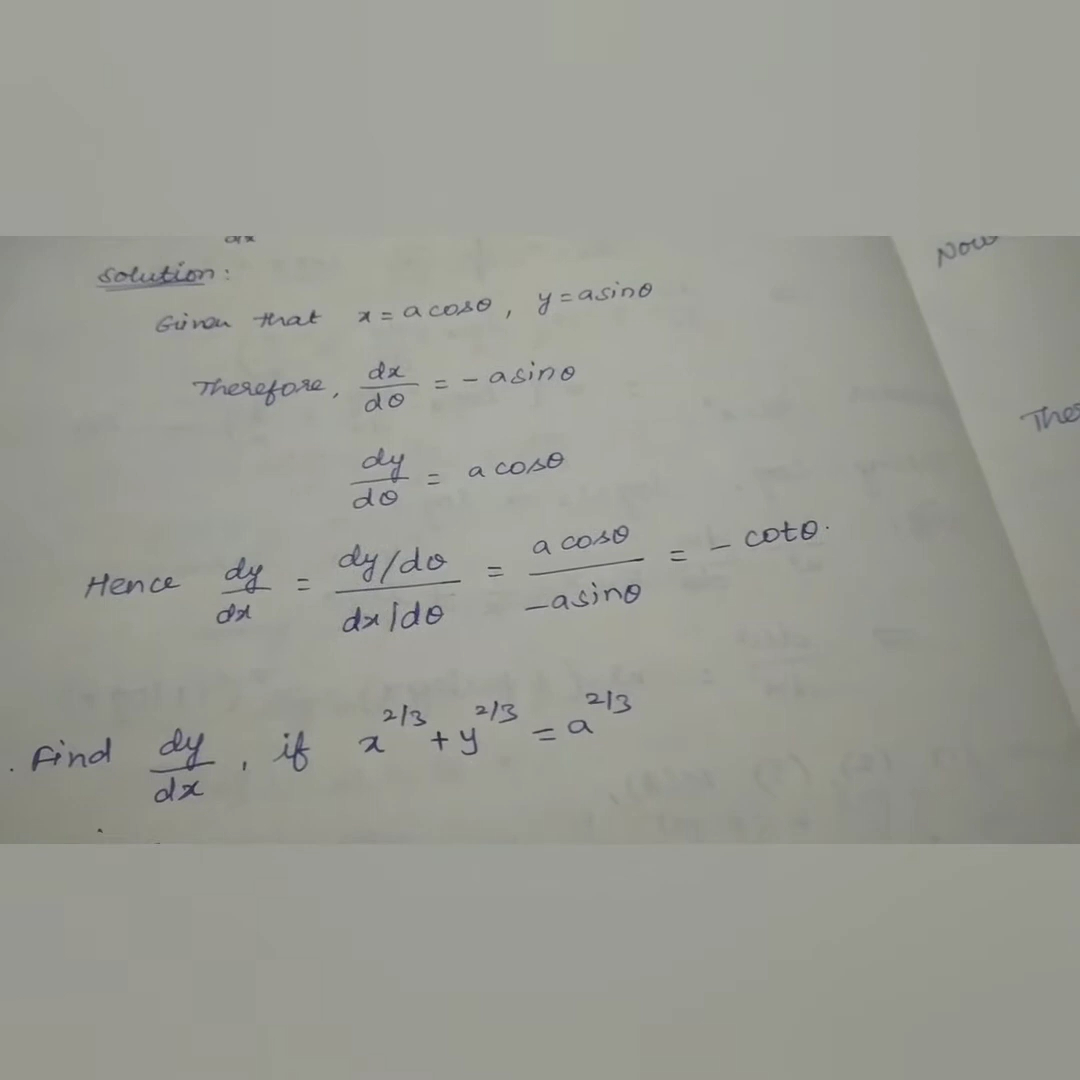 dx
Solution:
Given that x = a cosθ, y = a sinθ
Therefore, dx/dθ = - a sinθ
dy/dθ = a cosθ
Hence dy/dx = (dy/dθ)/(dx/dθ) = (a cosθ)/(-a sinθ) = - cotθ.
. Find dy/dx, if x^2/3 + y^2/3 = a^2/3
Now